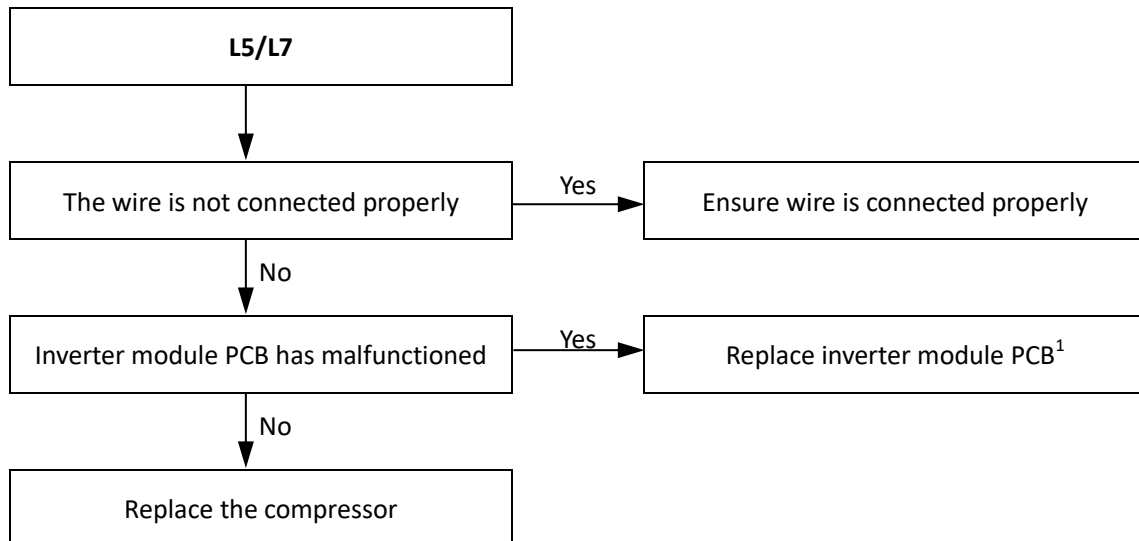 L5/L7
The wire is not connected properly
Yes
Ensure wire is connected properly
No
Inverter module PCB has malfunctioned
Yes
Replace inverter module PCB¹
No
Replace the compressor